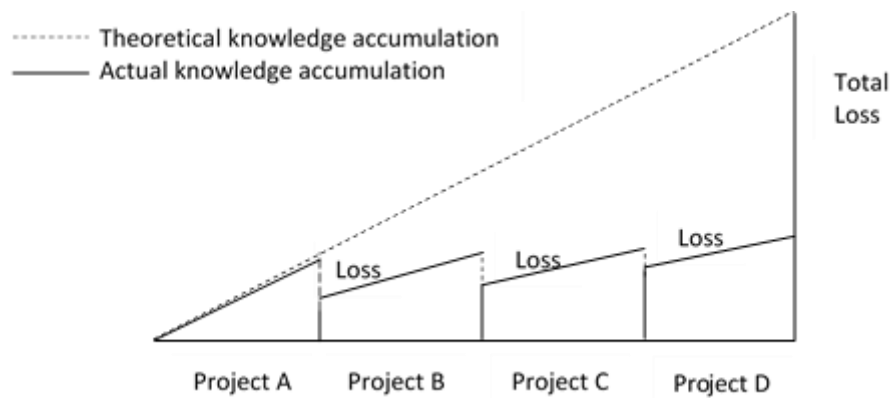 Theoretical knowledge accumulation
Actual knowledge accumulation
Total
Loss
Loss
Loss
Loss
Project A
Project B
Project C
Project D